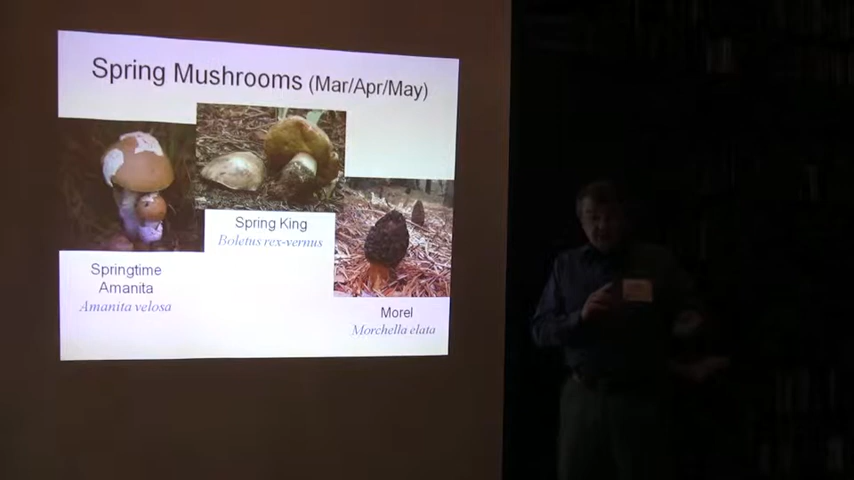 Spring Mushrooms (Mar/Apr/May)
Spring King
Boletus rex-vernus
Springtime
Amanita
Amanita velosa
Morel
Morchella elata